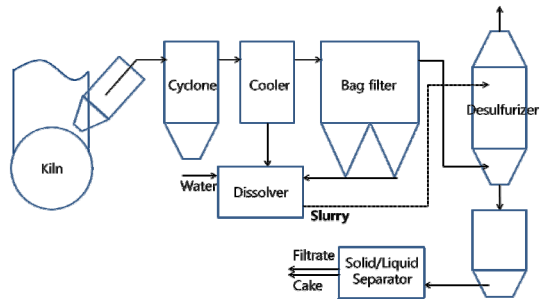 Kiln
Cyclone
Cooler
Bag filter
Desulfurizer
Water
Dissolver
Slurry
Filtrate
Cake
Solid/Liquid
Separator